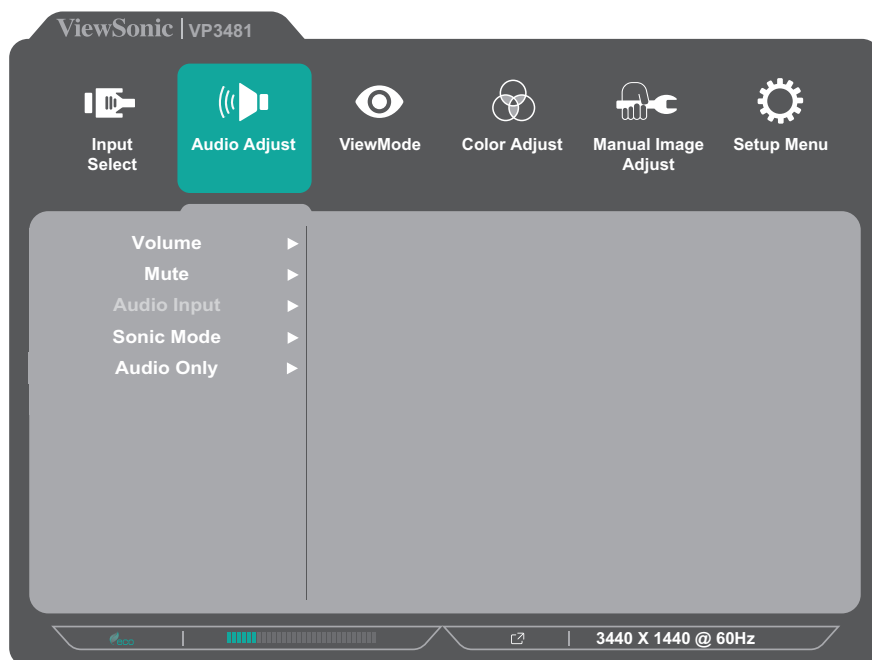 ViewSonic | VP3481
Input Select
Audio Adjust
ViewMode
Color Adjust
Manual Image Adjust
Setup Menu
Volume
Mute
Audio Input
Sonic Mode
Audio Only
eco
3440 X 1440 @ 60Hz